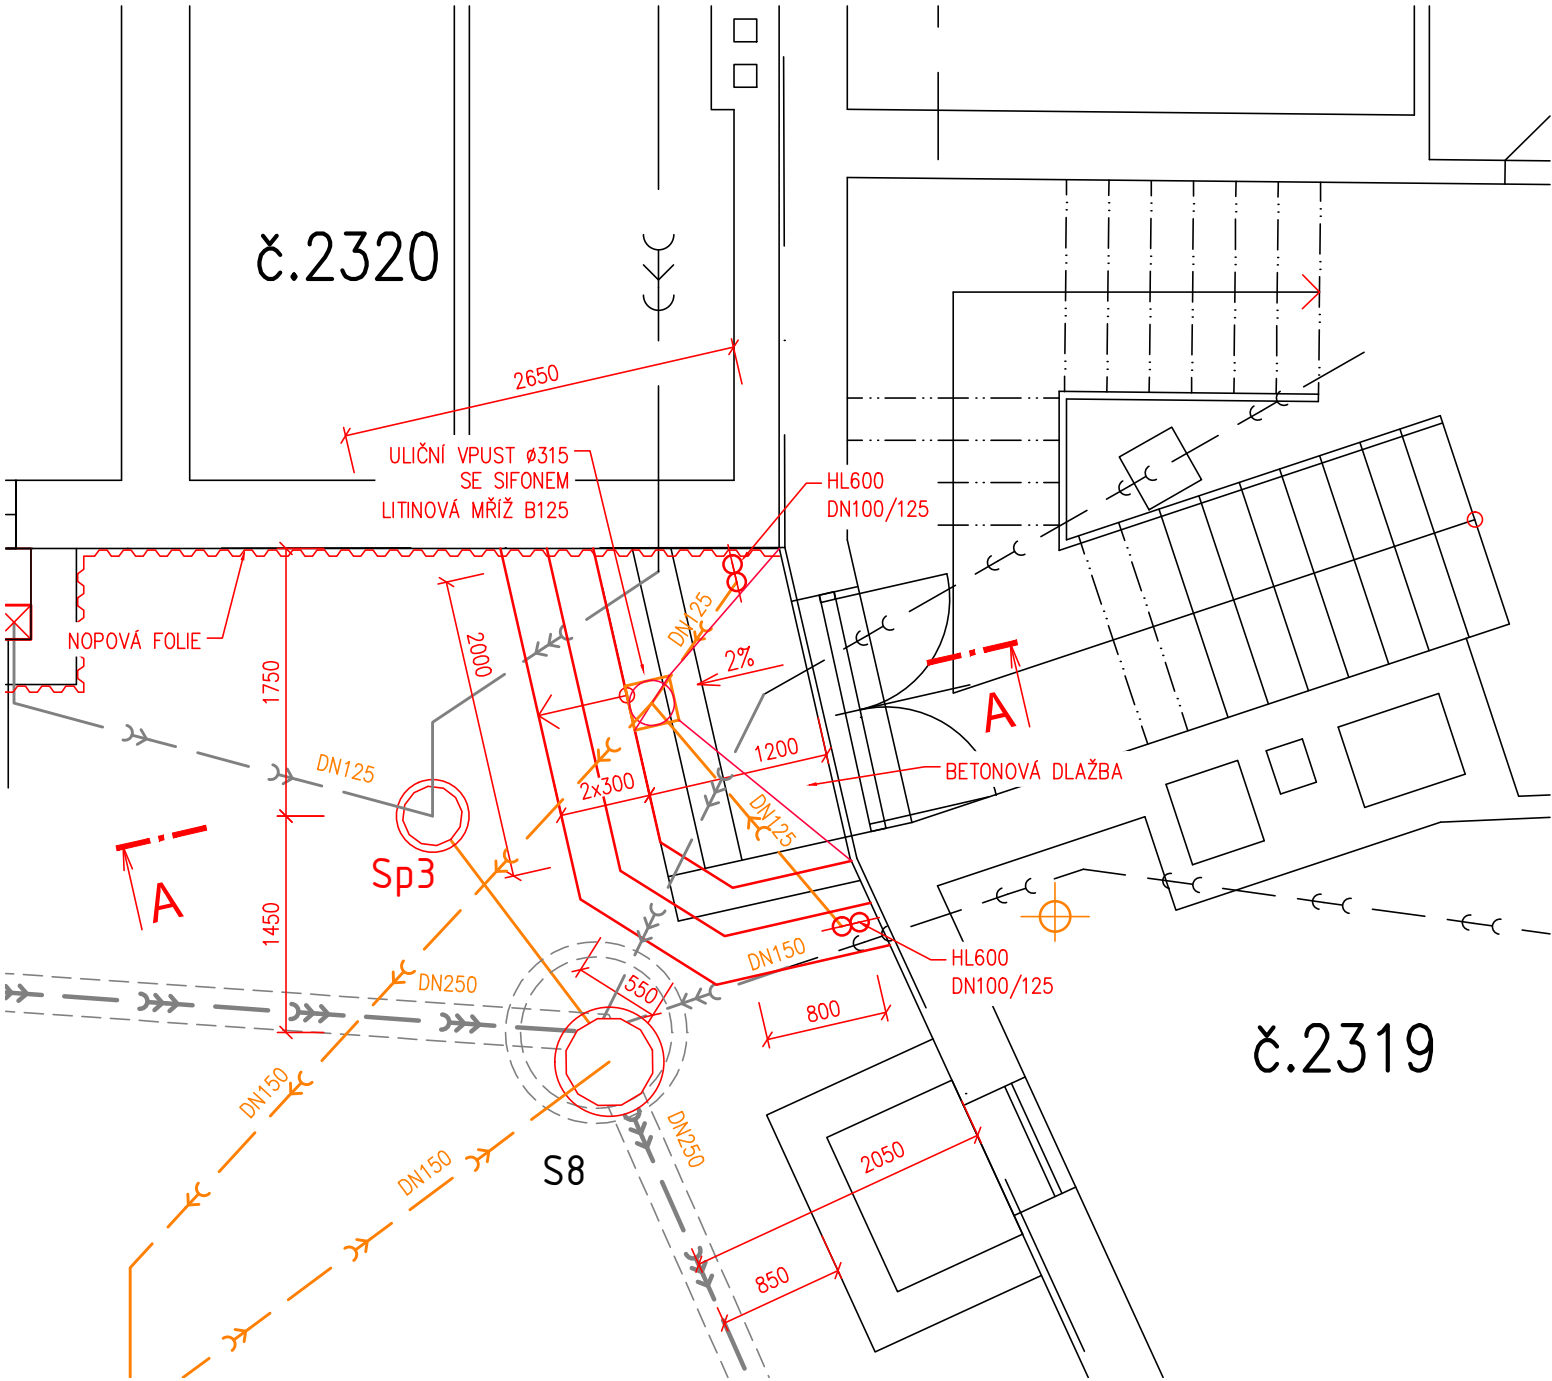 č.2320
2650
ULIČNÍ VPUST ø315
SE SIFONEM
LITINOVÁ MŘÍŽ B125
HL600
DN100/125
NOPOVÁ FOLIE
DN125
2000
2%
1750
A
DN125
1200
2x300
BETONOVÁ DLAŽBA
DN125
Sp3
A
1450
DN150
DN250
550
HL600
DN100/125
800
č.2319
DN150
DN250
DN150
S8
2050
850